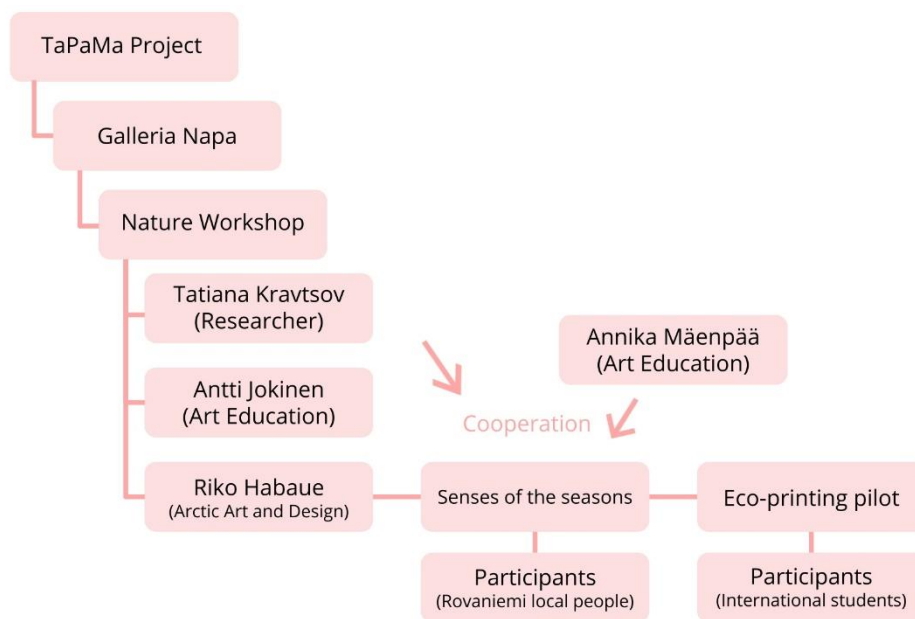 TaPaMa Project
Galleria Napa
Nature Workshop
Tatiana Kravtsov
(Researcher)
Antti Jokinen
(Art Education)
Annika Mäenpää
(Art Education)
Cooperation
Riko Habaue
(Arctic Art and Design)
Senses of the seasons
Eco-printing pilot
Participants
(Rovaniemi local people)
Participants
(International students)